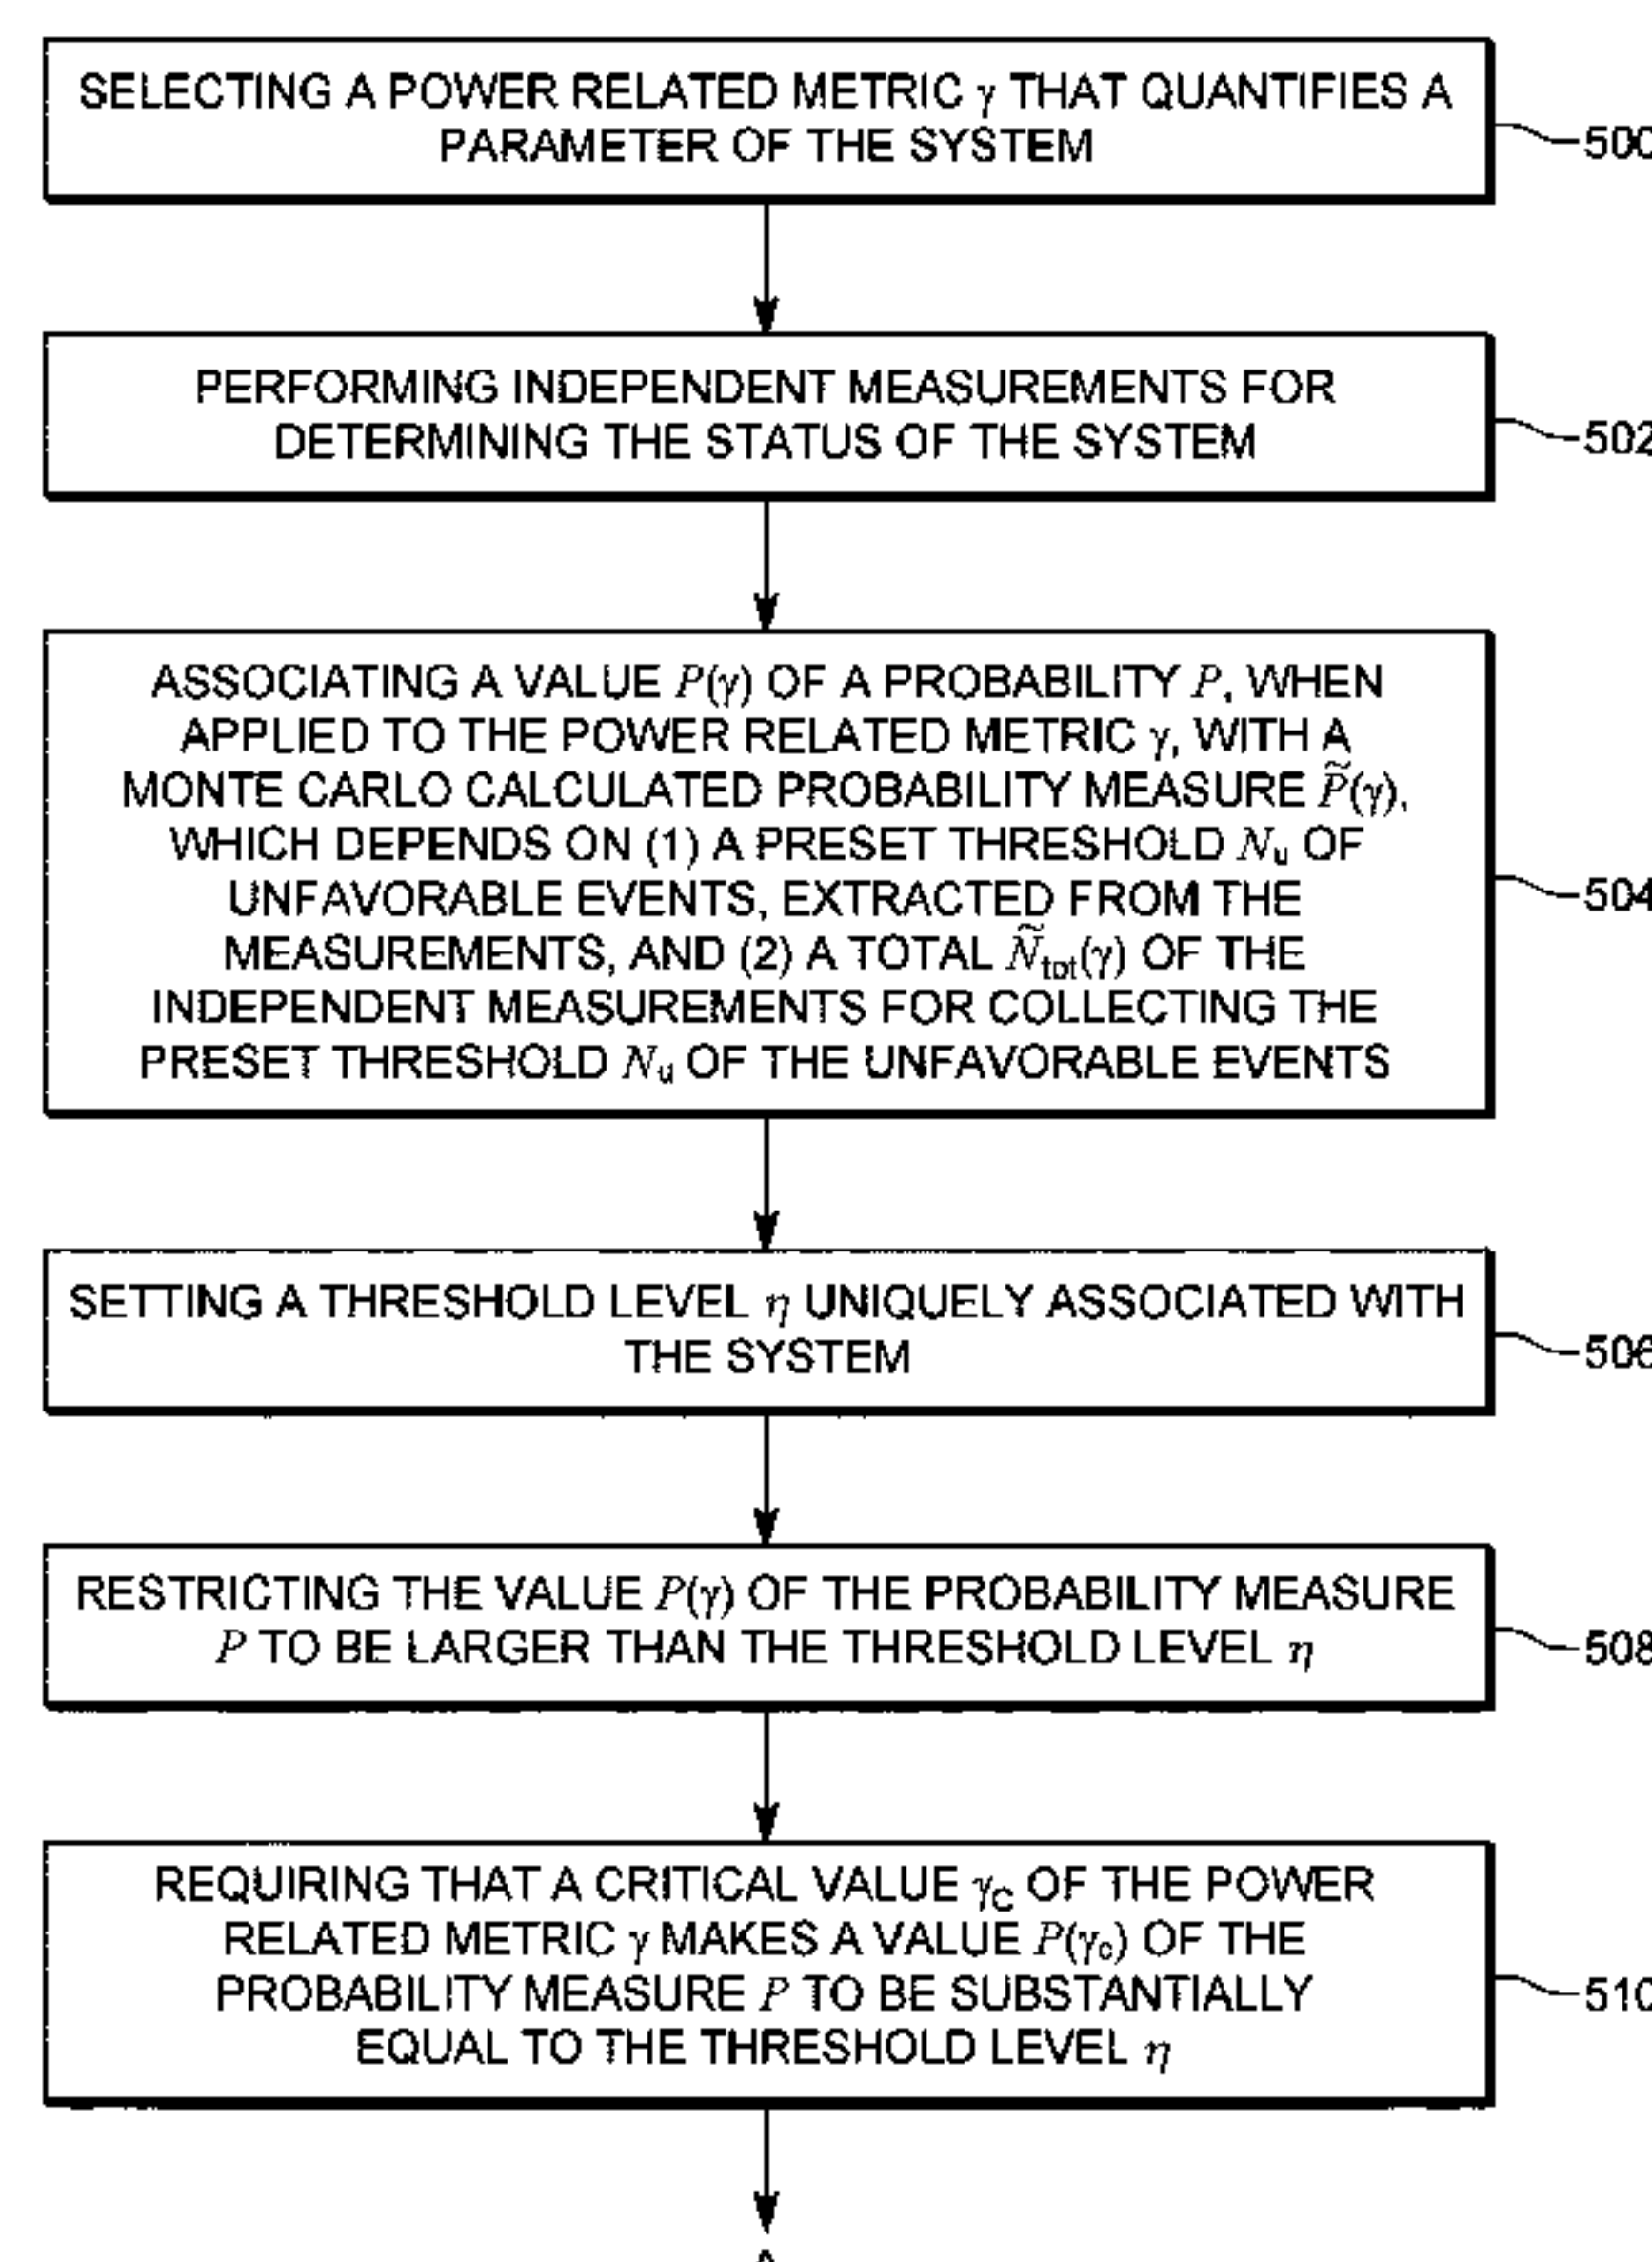 SELECTING A POWER RELATED METRIC γ THAT QUANTIFIES A
PARAMETER OF THE SYSTEM
500
PERFORMING INDEPENDENT MEASUREMENTS FOR
DETERMINING THE STATUS OF THE SYSTEM
502
ASSOCIATING A VALUE P(γ) OF A PROBABILITY P, WHEN
APPLIED TO THE POWER RELATED METRIC γ, WITH A
MONTE CARLO CALCULATED PROBABILITY MEASURE P̃(γ),
WHICH DEPENDS ON (1) A PRESET THRESHOLD Nu OF
UNFAVORABLE EVENTS, EXTRACTED FROM THE
MEASUREMENTS, AND (2) A TOTAL Ñtot(γ) OF THE
INDEPENDENT MEASUREMENTS FOR COLLECTING THE
PRESET THRESHOLD Nu OF THE UNFAVORABLE EVENTS
504
SETTING A THRESHOLD LEVEL η UNIQUELY ASSOCIATED WITH
THE SYSTEM
506
RESTRICTING THE VALUE P(γ) OF THE PROBABILITY MEASURE
P TO BE LARGER THAN THE THRESHOLD LEVEL η
508
REQUIRING THAT A CRITICAL VALUE γC OF THE POWER
RELATED METRIC γ MAKES A VALUE P(γc) OF THE
PROBABILITY MEASURE P TO BE SUBSTANTIALLY
EQUAL TO THE THRESHOLD LEVEL η
510